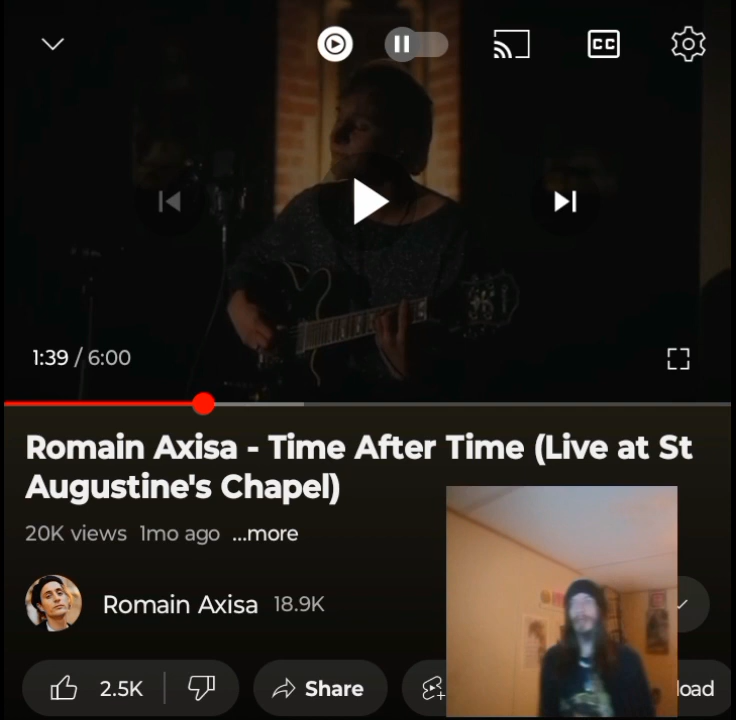 CC
1:39 / 6:00
Romain Axisa - Time After Time (Live at St
Augustine's Chapel)
20K views 1mo ago ...more
Romain Axisa 18.9K
2.5K
Share
load